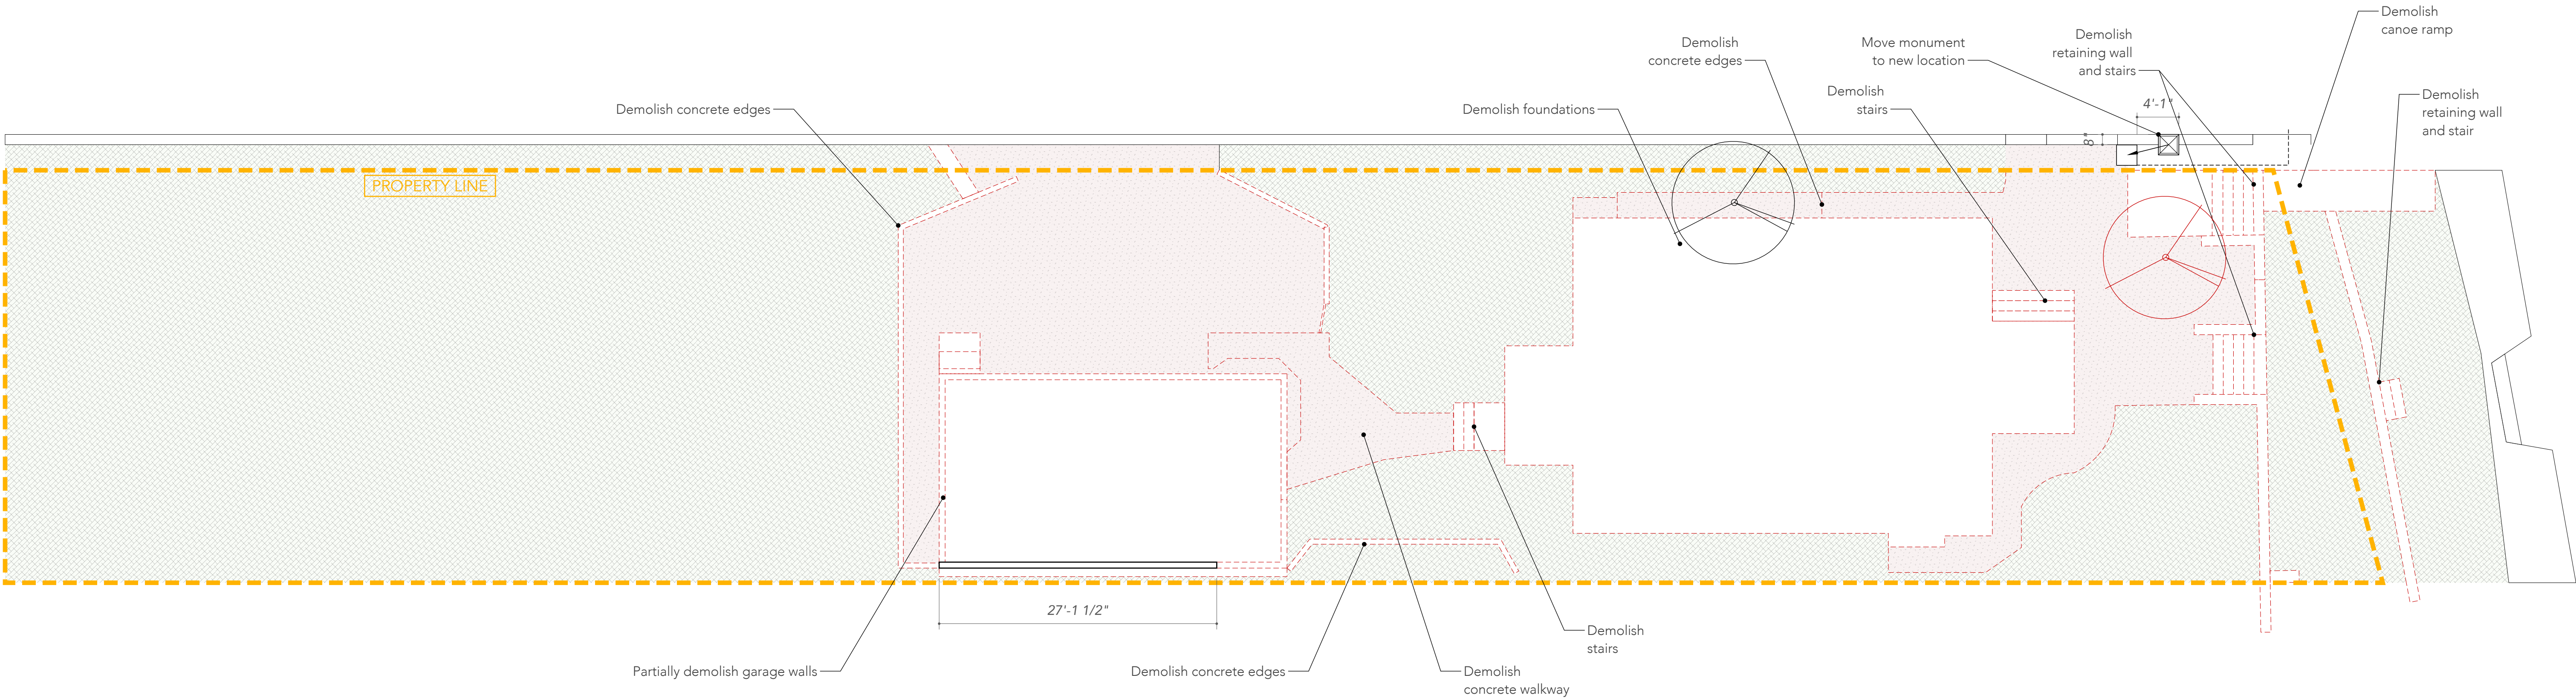 Demolish
canoe ramp
Demolish
retaining wall
and stairs
Demolish
concrete edges
Move monument
to new location
Demolish
stairs
Demolish
retaining wall
and stair
4'-1"
8"
Demolish concrete edges
Demolish foundations
PROPERTY LINE
27'-1 1/2"
Demolish
stairs
Partially demolish garage walls
Demolish concrete edges
Demolish
concrete walkway